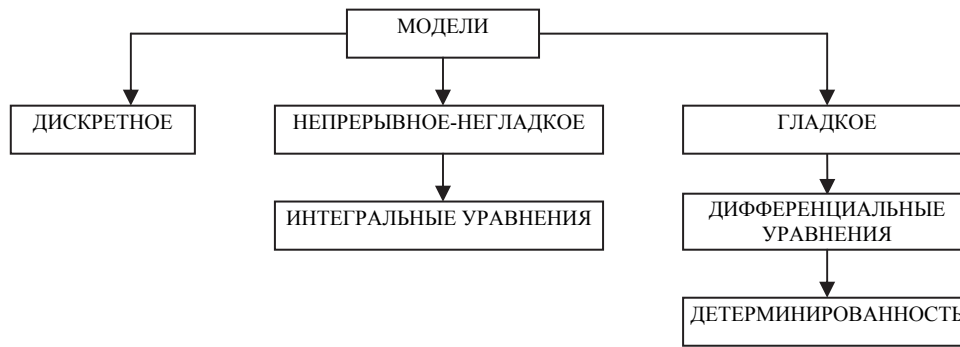 МОДЕЛИ
ДИСКРЕТНОЕ
НЕПРЕРЫВНОЕ-НЕГЛАДКОЕ
ГЛАДКОЕ
ИНТЕГРАЛЬНЫЕ УРАВНЕНИЯ
ДИФФЕРЕНЦИАЛЬНЫЕ
УРАВНЕНИЯ
ДЕТЕРМИНИРОВАННОСТЬ